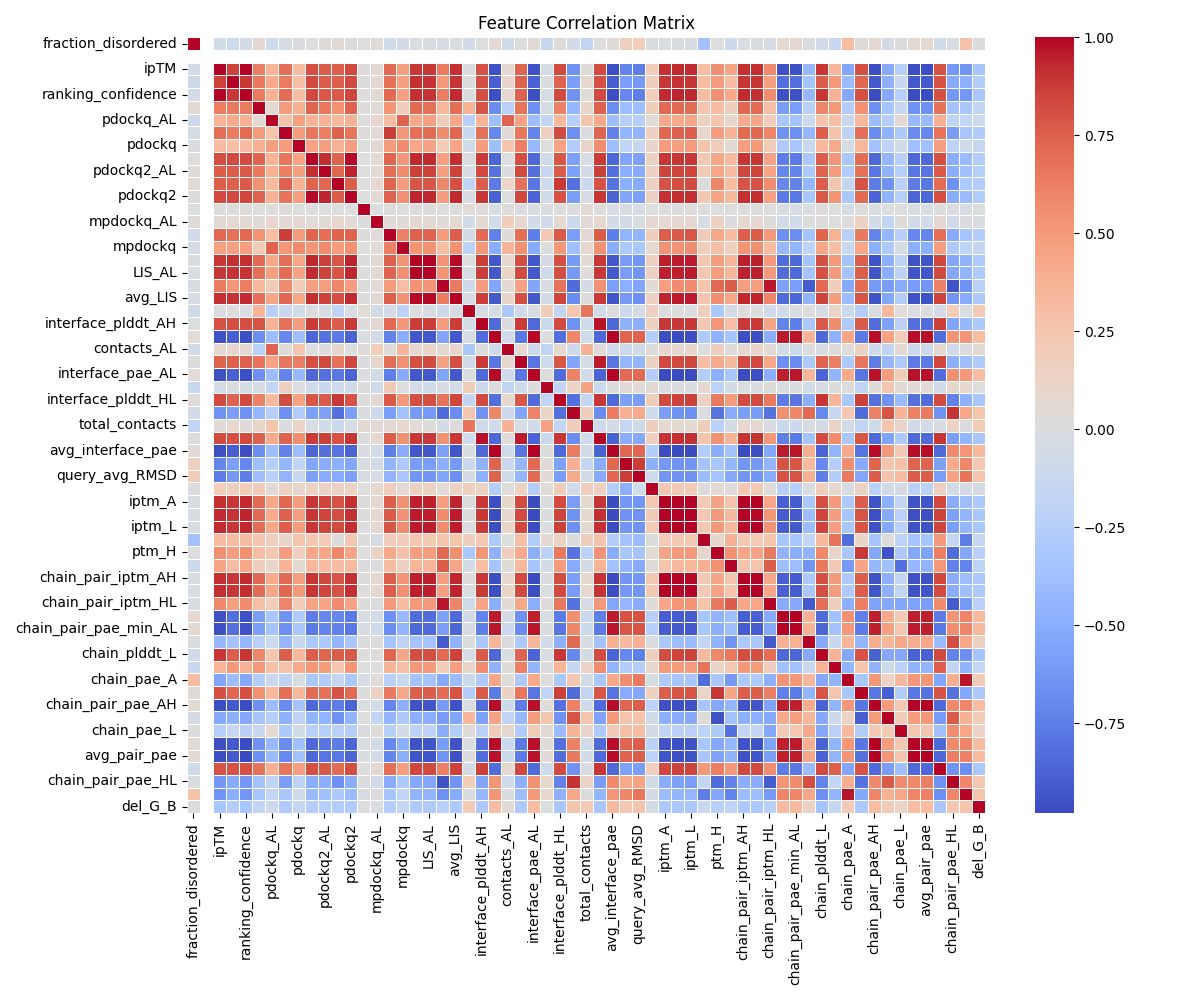 Feature Correlation Matrix
fraction_disordered
ipTM
ranking_confidence
pdockq_AL
pdockq
pdockq2_AL
pdockq2
mpdockq_AL
mpdockq
LIS_AL
avg_LIS
interface_plddt_AH
contacts_AL
interface_pae_AL
interface_plddt_HL
total_contacts
avg_interface_pae
query_avg_RMSD
iptm_A
iptm_L
ptm_H
chain_pair_iptm_AH
chain_pair_iptm_HL
chain_pair_pae_min_AL
chain_plddt_L
chain_pae_A
chain_pair_pae_AH
chain_pae_L
avg_pair_pae
chain_pair_pae_HL
del_G_B
fraction_disordered
ipTM
ranking_confidence
pdockq_AL
pdockq
pdockq2_AL
pdockq2
mpdockq_AL
mpdockq
LIS_AL
avg_LIS
interface_plddt_AH
contacts_AL
interface_pae_AL
interface_plddt_HL
total_contacts
avg_interface_pae
query_avg_RMSD
iptm_A
iptm_L
ptm_H
chain_pair_iptm_AH
chain_pair_iptm_HL
chain_pair_pae_min_AL
chain_plddt_L
chain_pae_A
chain_pair_pae_AH
chain_pae_L
avg_pair_pae
chain_pair_pae_HL
del_G_B
1.00
0.75
0.50
0.25
0.00
−0.25
−0.50
−0.75